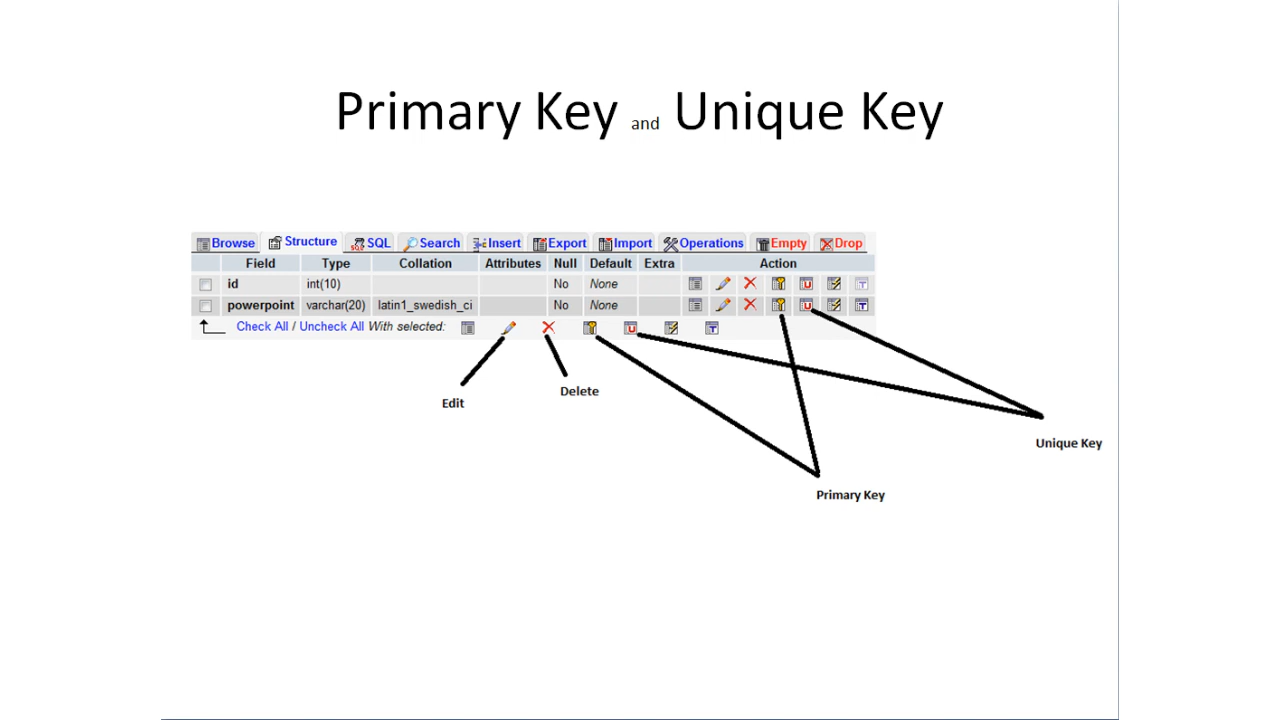 Primary Key and Unique Key
Browse Structure SQL Search Insert Export Import Operations Empty Drop
Field Type Collation Attributes Null Default Extra Action
id int(10) No None
powerpoint varchar(20) latin1_swedish_ci No None
Check All / Uncheck All With selected:
Edit
Delete
Unique Key
Primary Key